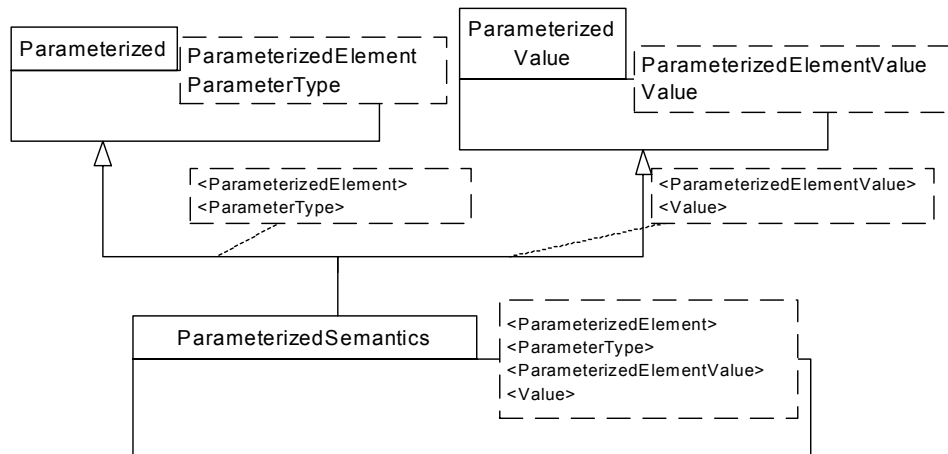 Parameterized
ParameterizedElement
ParameterType
Parameterized
Value
ParameterizedElementValue
Value
<ParameterizedElement>
<ParameterType>
<ParameterizedElementValue>
<Value>
ParameterizedSemantics
<ParameterizedElement>
<ParameterType>
<ParameterizedElementValue>
<Value>